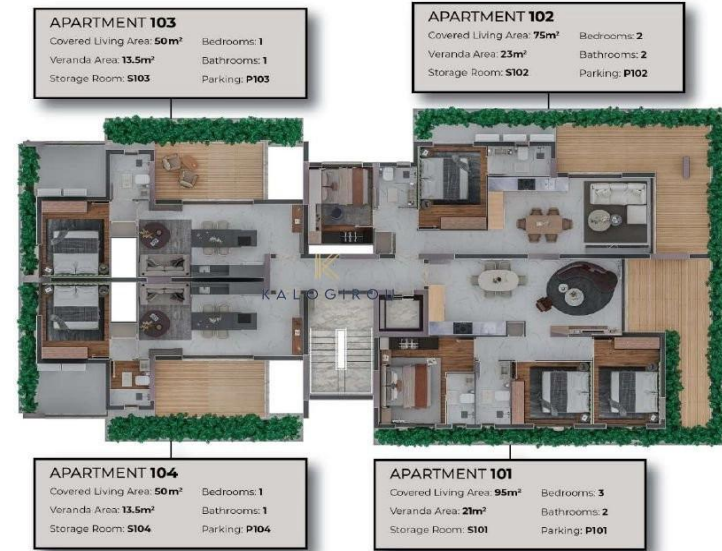 APARTMENT 103
Covered Living Area: 50m² Bedrooms: 1
Veranda Area: 13.5m² Bathrooms: 1
Storage Room: S103 Parking: P103
APARTMENT 102
Covered Living Area: 75m² Bedrooms: 2
Veranda Area: 23m² Bathrooms: 2
Storage Room: S102 Parking: P102
KALOGIROU
APARTMENT 104
Covered Living Area: 50m² Bedrooms: 1
Veranda Area: 13.5m² Bathrooms: 1
Storage Room: S104 Parking: P104
APARTMENT 101
Covered Living Area: 95m² Bedrooms: 3
Veranda Area: 21m² Bathrooms: 2
Storage Room: S101 Parking: P101